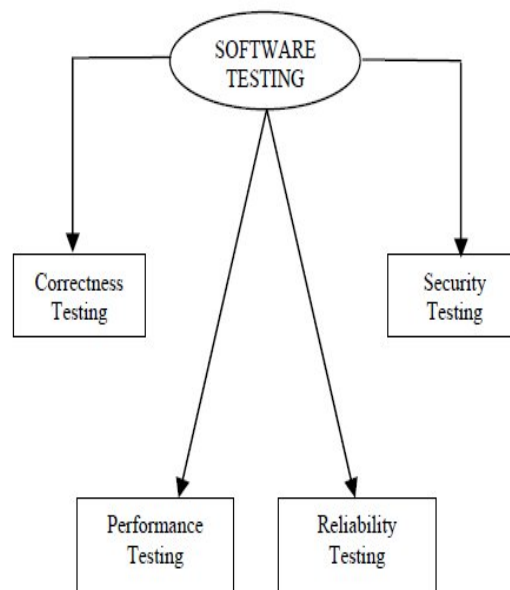 SOFTWARE
TESTING
Correctness
Testing
Security
Testing
Performance
Testing
Reliability
Testing